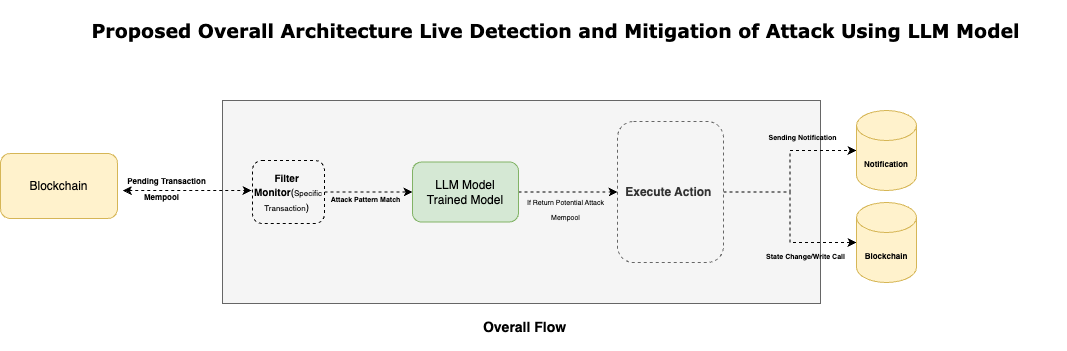 Proposed Overall Architecture Live Detection and Mitigation of Attack Using LLM Model
Blockchain
Pending Transaction
Mempool
Filter
Monitor(Specific
Transaction)
Attack Pattern Match
LLM Model
Trained Model
If Return Potential Attack
Mempool
Execute Action
Sending Notification
Notification
State Change/Write Call
Blockchain
Overall Flow